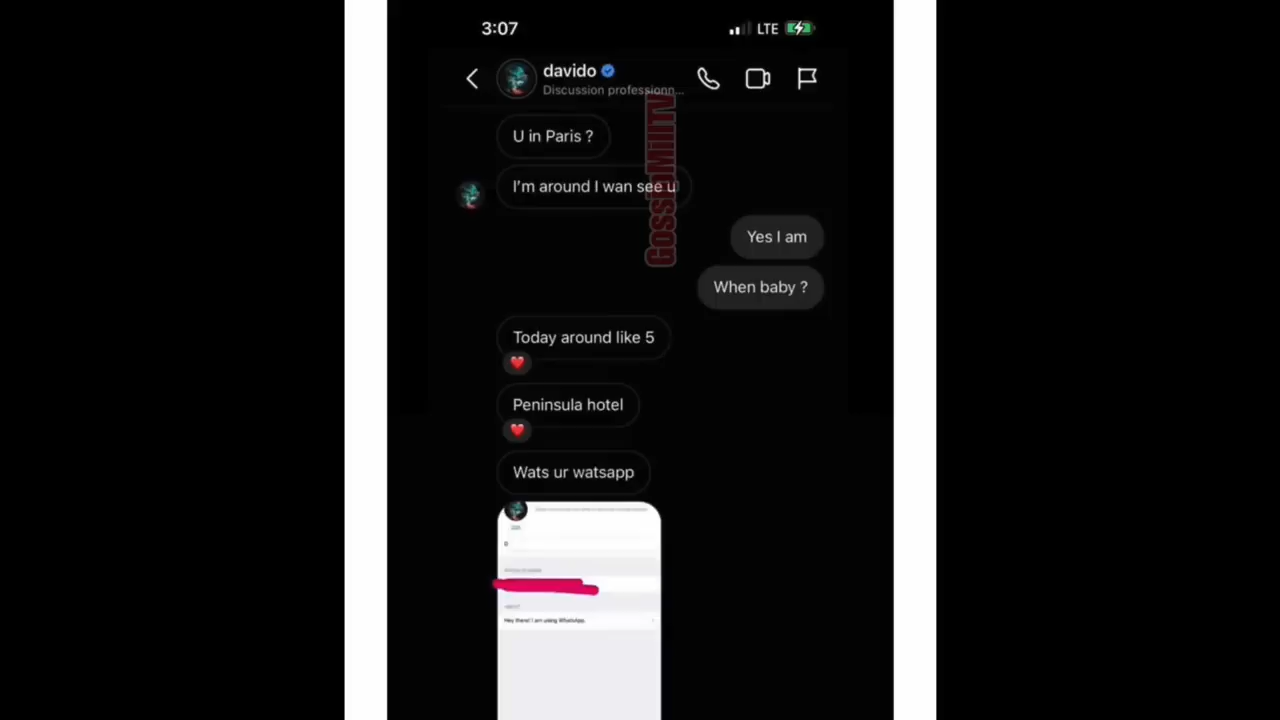 3:07
LTE
davido
Discussion professionn...
U in Paris ?
I'm around I wan see u
GossipMillTV
Yes I am
When baby ?
Today around like 5
Peninsula hotel
Wats ur watsapp
Hey there! I am using WhatsApp.